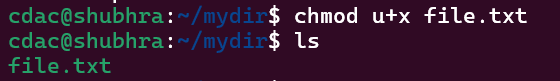 cdac@shubhra:~/mydir$ chmod u+x file.txt
cdac@shubhra:~/mydir$ ls
file.txt